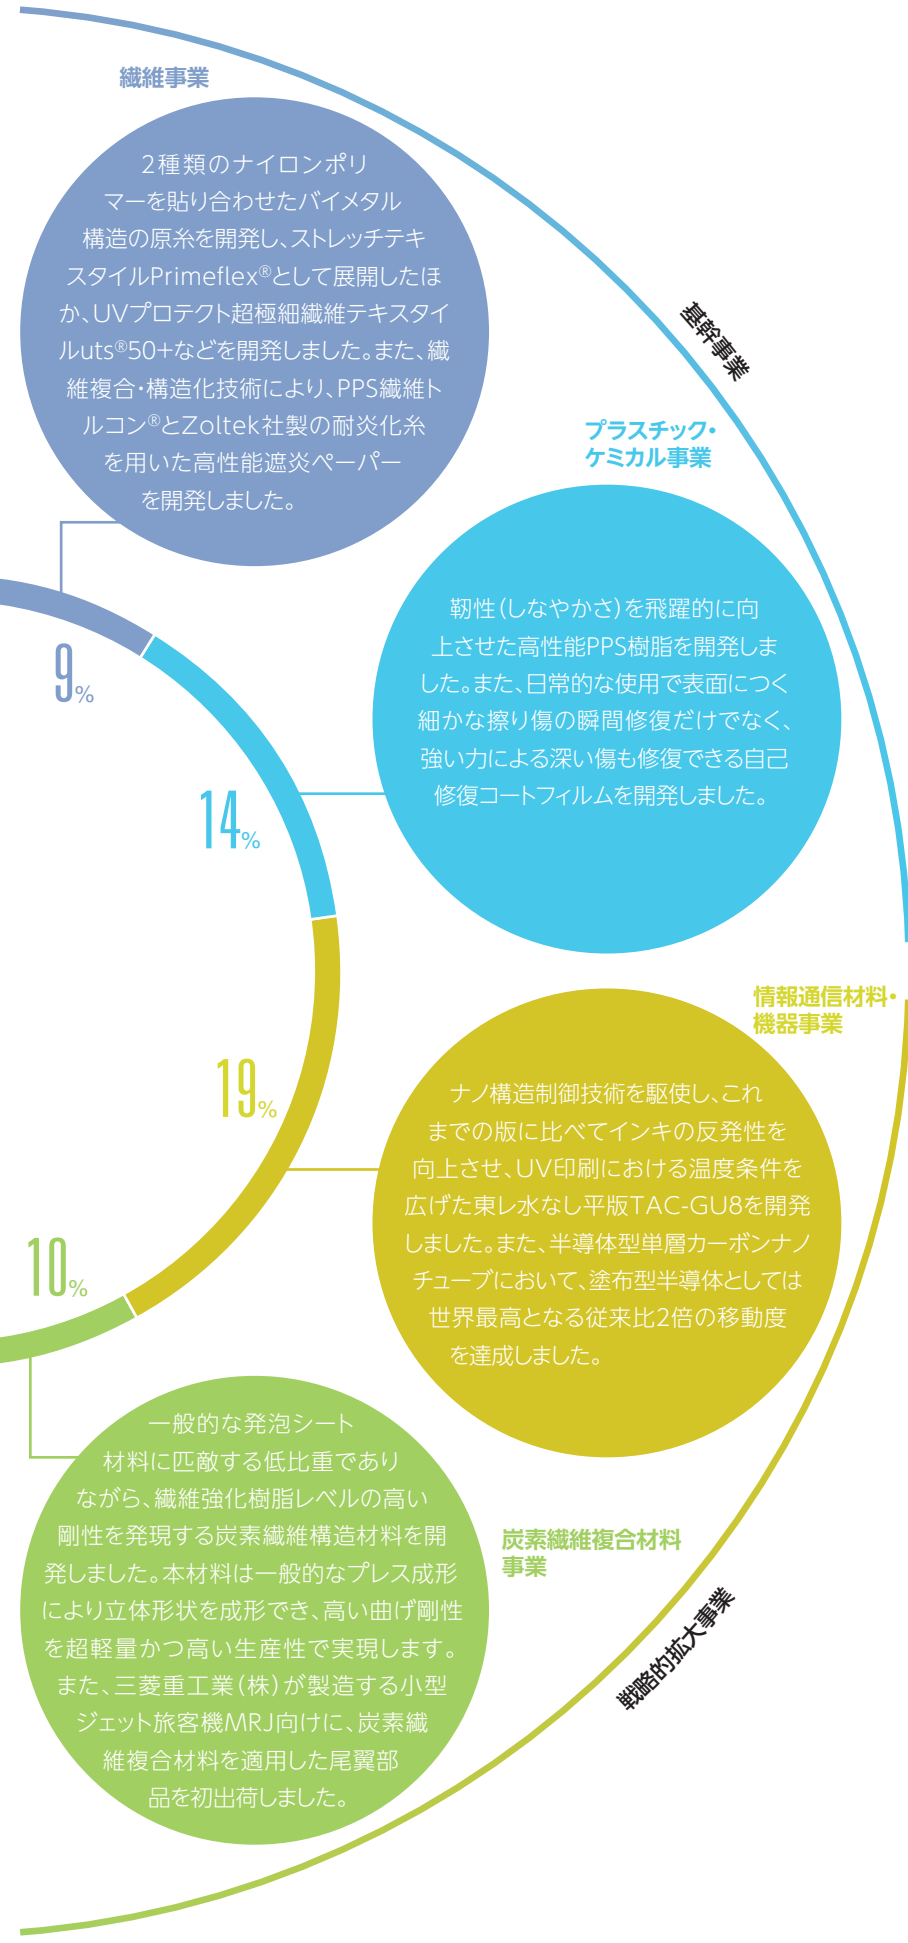 繊維事業
2種類のナイロンポリ
マーを貼り合わせたバイメタル
構造の原糸を開発し、ストレッチテキ
スタイルPrimeflex®として展開したほ
か、UVプロテクト超極細繊維テキスタイ
ルuts®50+などを開発しました。また、繊
維複合・構造化技術により、PPS繊維ト
ルコン®とZoltek社製の耐炎化糸
を用いた高性能遮炎ペーパー
を開発しました。
9%
基幹事業
プラスチック・
ケミカル事業
靭性(しなやかさ)を飛躍的に向
上させた高性能PPS樹脂を開発しま
した。また、日常的な使用で表面につく
細かな擦り傷の瞬間修復だけでなく、
強い力による深い傷も修復できる自己
修復コートフィルムを開発しました。
14%
情報通信材料・
機器事業
ナノ構造制御技術を駆使し、これ
までの版に比べてインキの反発性を
向上させ、UV印刷における温度条件を
広げた東レ水なし平版TAC-GU8を開発
しました。また、半導体型単層カーボンナノ
チューブにおいて、塗布型半導体としては
世界最高となる従来比2倍の移動度
を達成しました。
19%
10%
炭素繊維複合材料
事業
一般的な発泡シート
材料に匹敵する低比重であり
ながら、繊維強化樹脂レベルの高い
剛性を発現する炭素繊維構造材料を開
発しました。本材料は一般的なプレス成形
により立体形状を成形でき、高い曲げ剛性
を超軽量かつ高い生産性で実現します。
また、三菱重工業(株)が製造する小型
ジェット旅客機MRJ向けに、炭素繊
維複合材料を適用した尾翼部
品を初出荷しました。
戦略的拡大事業